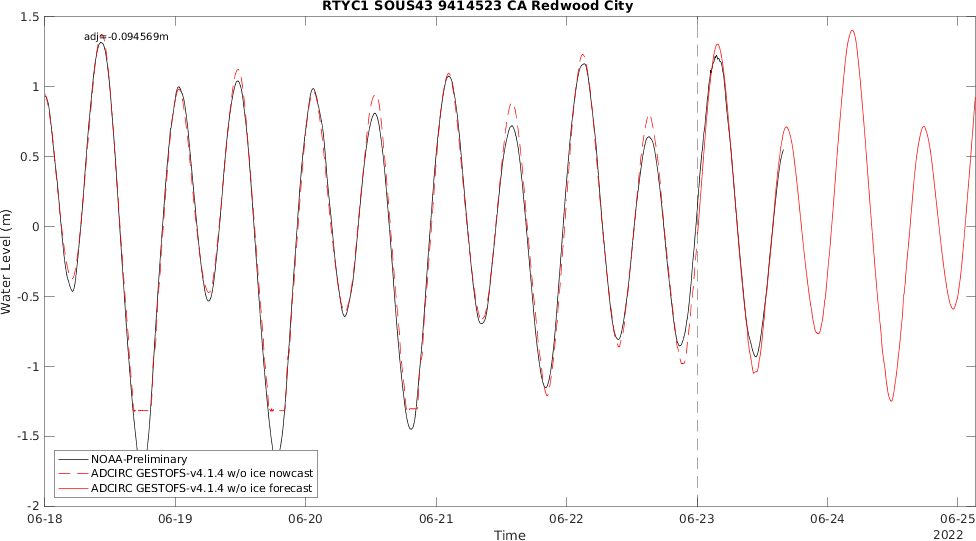 RTYC1 SOUS43 9414523 CA Redwood City
adj=-0.094569m
Water Level (m)
1.5
1
0.5
0
-0.5
-1
-1.5
-2
NOAA-Preliminary
ADCIRC GESTOFS-v4.1.4 w/o ice nowcast
ADCIRC GESTOFS-v4.1.4 w/o ice forecast
06-18 06-19 06-20 06-21 06-22 06-23 06-24 06-25
Time
2022